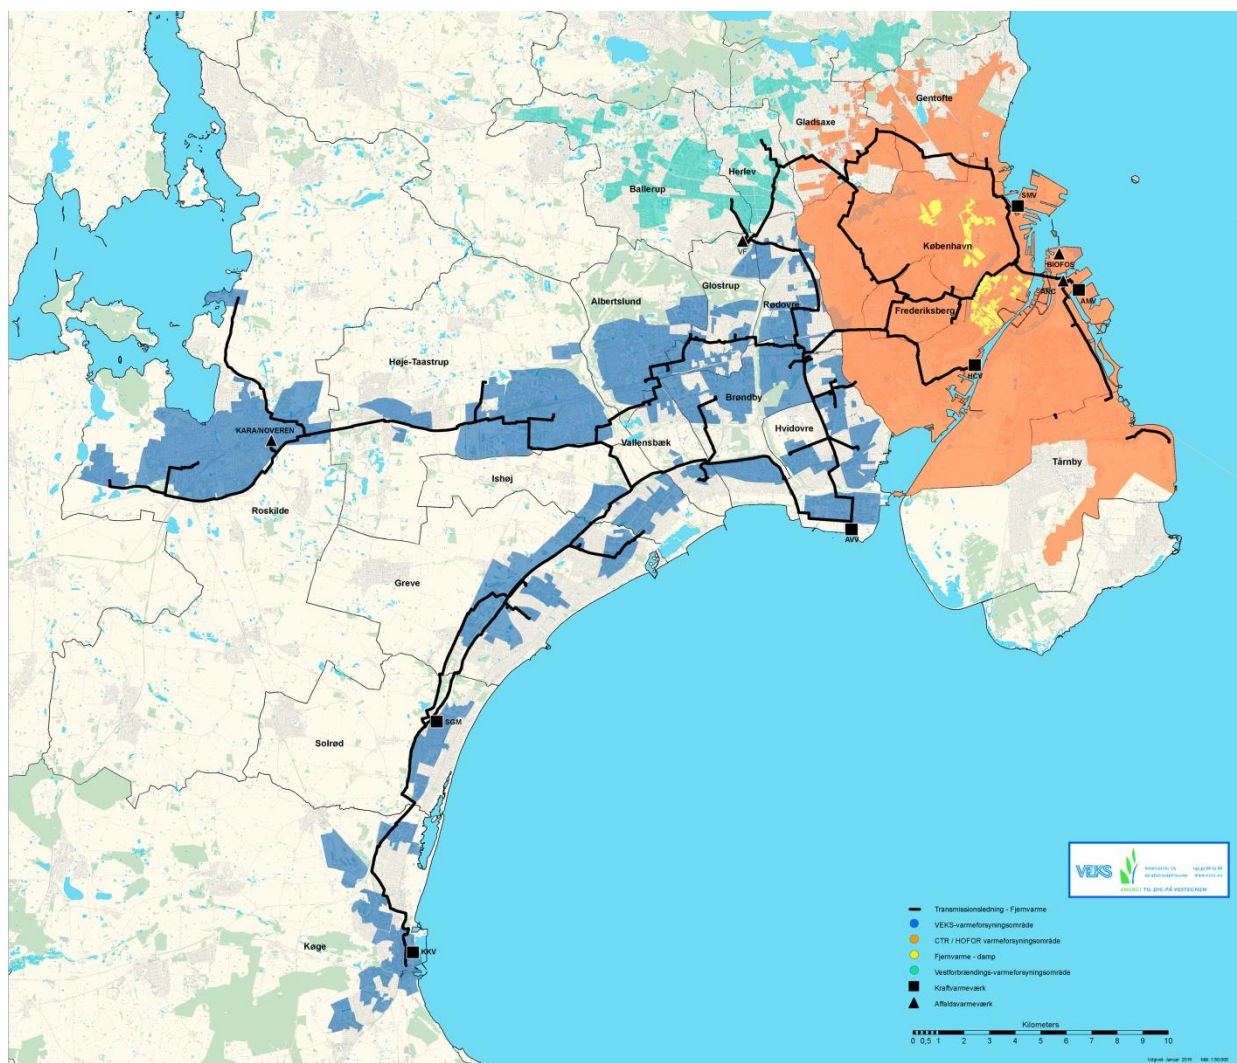 Gentofte
Gladsaxe
Herlev
Ballerup
SMV
VF
København
BIOFOS
ARC
AMV
Glostrup
Albertslund
Rødovre
Frederiksberg
Høje-Taastrup
HCV
Brøndby
Hvidovre
KARA/NOVEREN
Vallensbæk
Tårnby
Ishøj
Roskilde
AVV
Greve
SGM
Solrød
VEKS
ENERGI TIL DIG PÅ VESTEGNEN
Transmissionsledning - Fjernvarme
VEKS-varmeforsyningsområde
CTR / HOFOR varmeforsyningsområde
Fjernvarme - damp
Vestforbrændings-varmeforsyningsområde
Kraftvarmeværk
Affaldsvarmeværk
Køge
KKV
Kilometers
0 0,5 1 2 3 4 5 6 7 8 9 10